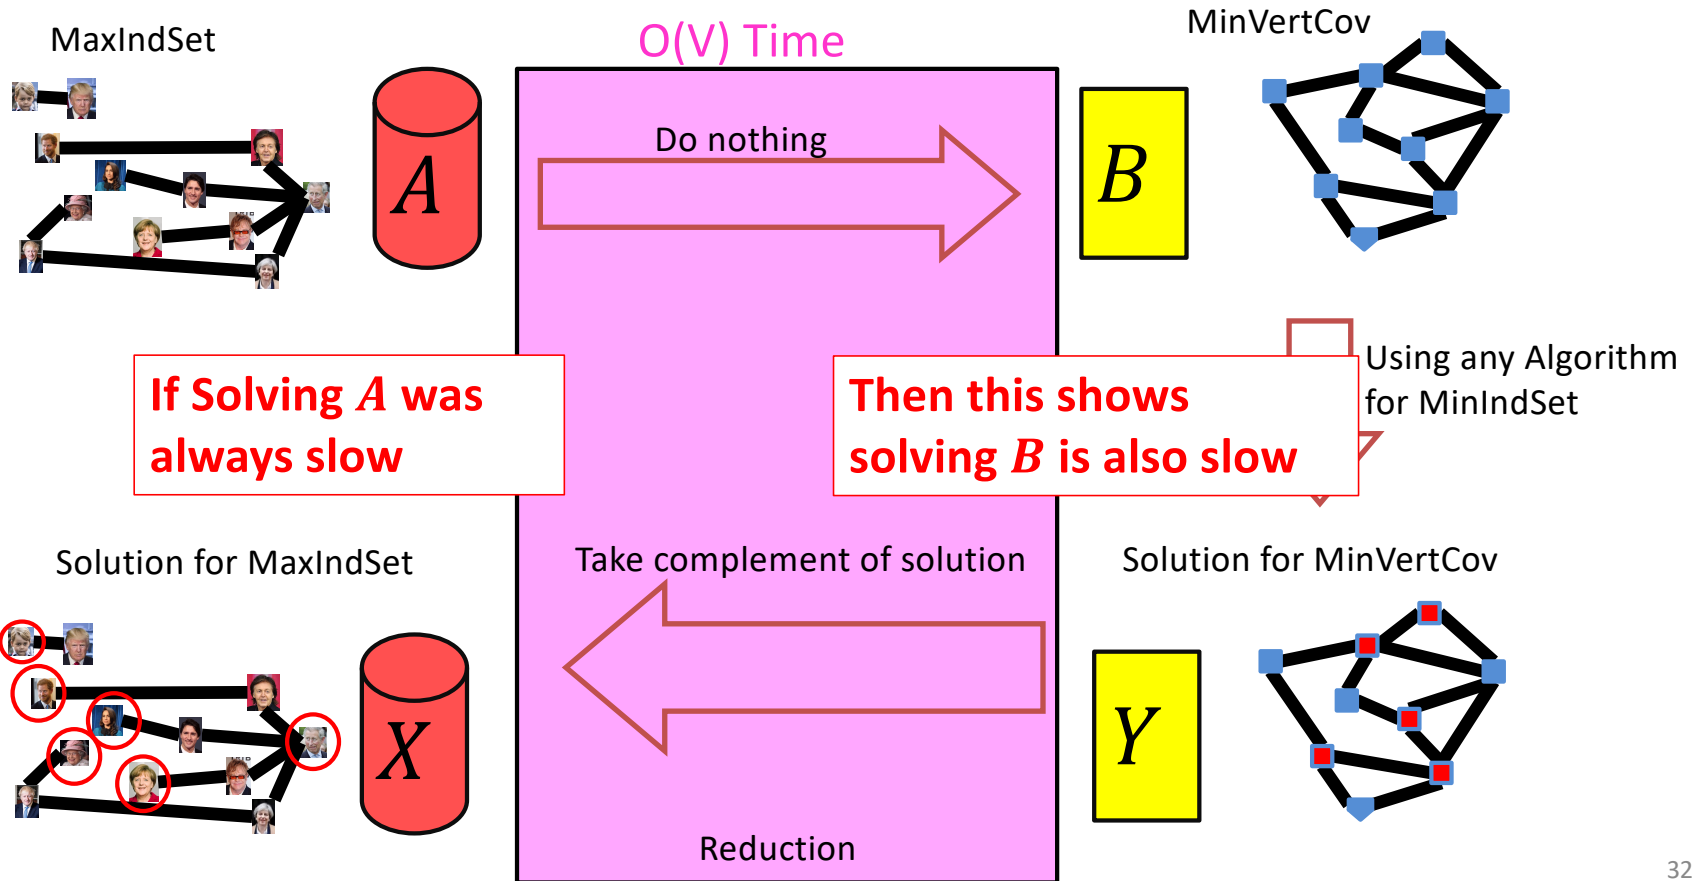 MaxIndSet
O(V) Time
MinVertCov
A
Do nothing
B
If Solving A was
always slow
Then this shows
solving B is also slow
Using any Algorithm
for MinIndSet
Solution for MaxIndSet
Take complement of solution
Solution for MinVertCov
X
Y
Reduction
32